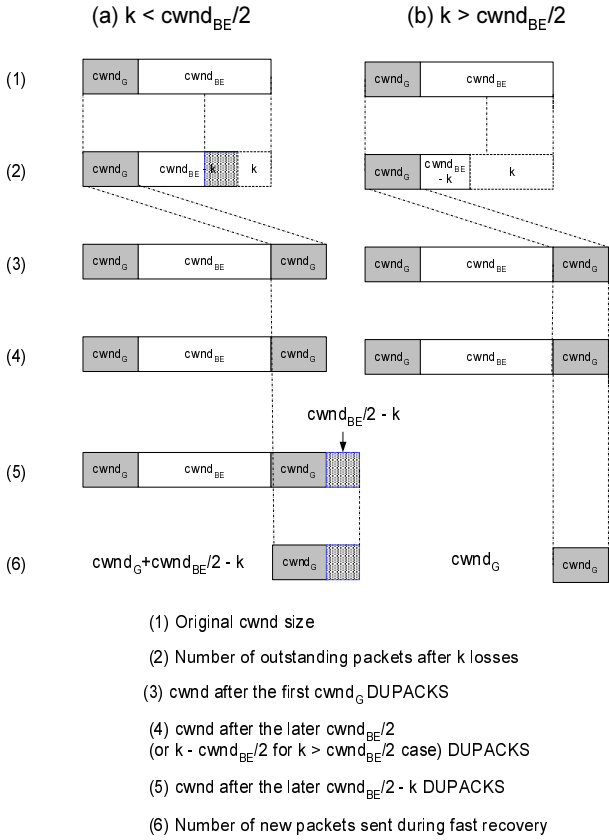 (a) k < cwnd_BE/2 (b) k > cwnd_BE/2
(1) cwnd_G cwnd_BE cwnd_G cwnd_BE
(2) cwnd_G cwnd_BE - k k cwnd_G cwnd_BE - k k
(3) cwnd_G cwnd_BE cwnd_G cwnd_G cwnd_BE cwnd_G
(4) cwnd_G cwnd_BE cwnd_G cwnd_G cwnd_BE cwnd_G
cwnd_BE/2 - k
(5) cwnd_G cwnd_BE cwnd_G
(6) cwnd_G+cwnd_BE/2 - k cwnd_G cwnd_G cwnd_G
(1) Original cwnd size
(2) Number of outstanding packets after k losses
(3) cwnd after the first cwnd_G DUPACKS
(4) cwnd after the later cwnd_BE/2
(or k - cwnd_BE/2 for k > cwnd_BE/2 case) DUPACKS
(5) cwnd after the later cwnd_BE/2 - k DUPACKS
(6) Number of new packets sent during fast recovery